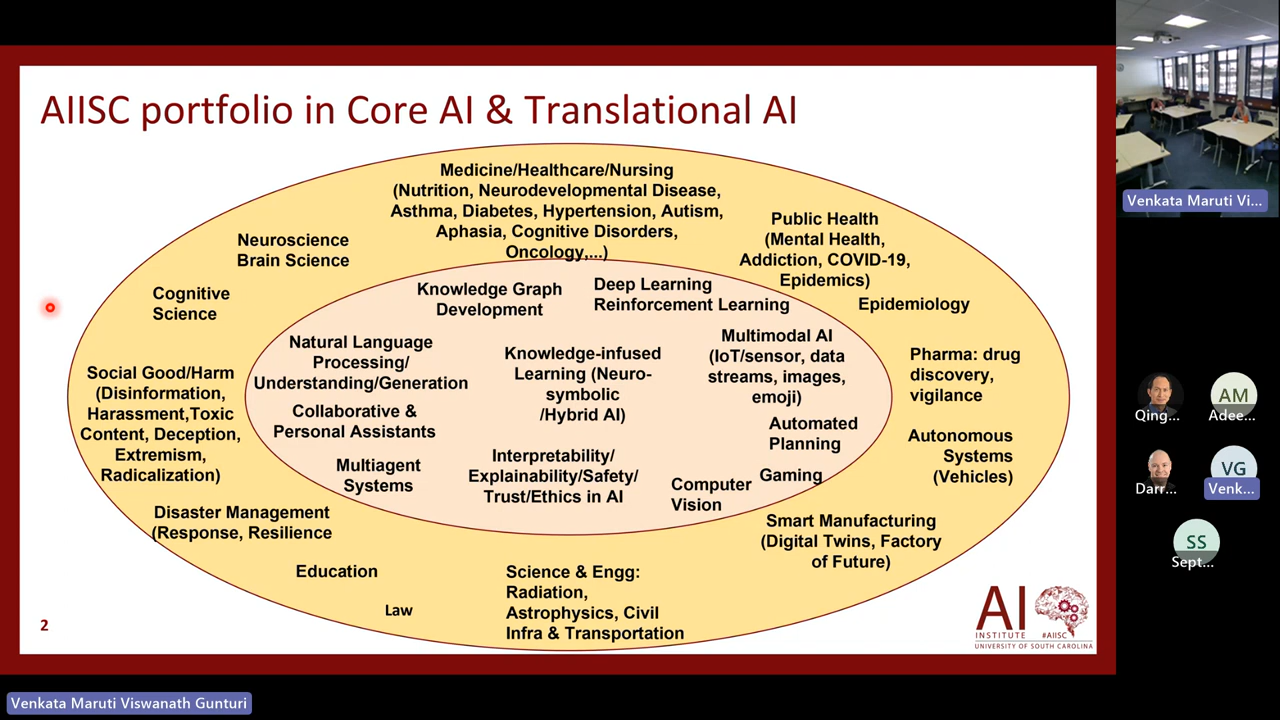 AIISC portfolio in Core AI & Translational AI
Medicine/Healthcare/Nursing
(Nutrition, Neurodevelopmental Disease,
Asthma, Diabetes, Hypertension, Autism,
Aphasia, Cognitive Disorders,
Oncology,...)
Neuroscience
Brain Science
Public Health
(Mental Health,
Addiction, COVID-19,
Epidemics)
Cognitive
Science
Epidemiology
Knowledge Graph
Development
Deep Learning
Reinforcement Learning
Natural Language
Processing/
Understanding/Generation
Knowledge-infused
Learning (Neuro-
symbolic
/Hybrid AI)
Multimodal AI
(IoT/sensor, data
streams, images,
emoji)
Pharma: drug
discovery,
vigilance
Social Good/Harm
(Disinformation,
Harassment,Toxic
Content, Deception,
Extremism,
Radicalization)
Collaborative &
Personal Assistants
Automated
Planning
Autonomous
Systems
(Vehicles)
Multiagent
Systems
Interpretability/
Explainability/Safety/
Trust/Ethics in AI
Computer
Vision
Gaming
Disaster Management
(Response, Resilience
Smart Manufacturing
(Digital Twins, Factory
of Future)
Education
Law
Science & Engg:
Radiation,
Astrophysics, Civil
Infra & Transportation
2
AI
INSTITUTE #AIISC
UNIVERSITY OF SOUTH CAROLINA
Venkata Maruti Vi...
Qing...
AM
Adee...
Darr...
VG
Venk...
SS
Sept...
Venkata Maruti Viswanath Gunturi